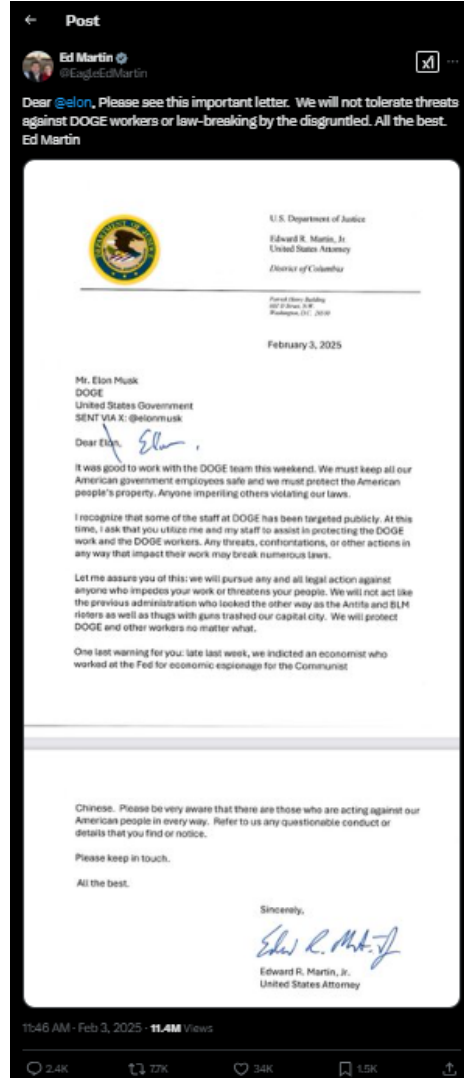 Post
Ed Martin
@EagleEdMartin
Dear @elon, Please see this important letter. We will not tolerate threats
against DOGE workers or law-breaking by the disgruntled. All the best.
Ed Martin
U.S. Department of Justice
Edward R. Martin, Jr.
United States Attorney
District of Columbia
Patrick Henry Building
601 D Street, N.W.
Washington, D.C. 20530
February 3, 2025
Mr. Elon Musk
DOGE
United States Government
SENT VIA X: @elonmusk
Dear Elon, Elon,
It was good to work with the DOGE team this weekend. We must keep all our
American government employees safe and we must protect the American
people's property. Anyone imperiling others violating our laws.
I recognize that some of the staff at DOGE has been targeted publicly. At this
time, I ask that you utilize me and my staff to assist in protecting the DOGE
work and the DOGE workers. Any threats, confrontations, or other actions in
any way that impact their work may break numerous laws.
Let me assure you of this: we will pursue any and all legal action against
anyone who impedes your work or threatens your people. We will not act like
the previous administration who looked the other way as the Antifa and BLM
rioters as well as thugs with guns trashed our capital city. We will protect
DOGE and other workers no matter what.
One last warning for you: late last week, we indicted an economist who
worked at the Fed for economic espionage for the Communist
Chinese. Please be very aware that there are those who are acting against our
American people in every way. Refer to us any questionable conduct or
details that you find or notice.
Please keep in touch.
All the best.
Sincerely,
Edward R. Martin, Jr.
United States Attorney
11:46 AM · Feb 3, 2025 · 11.4M Views
2.4K 7.7K 34K 1.5K